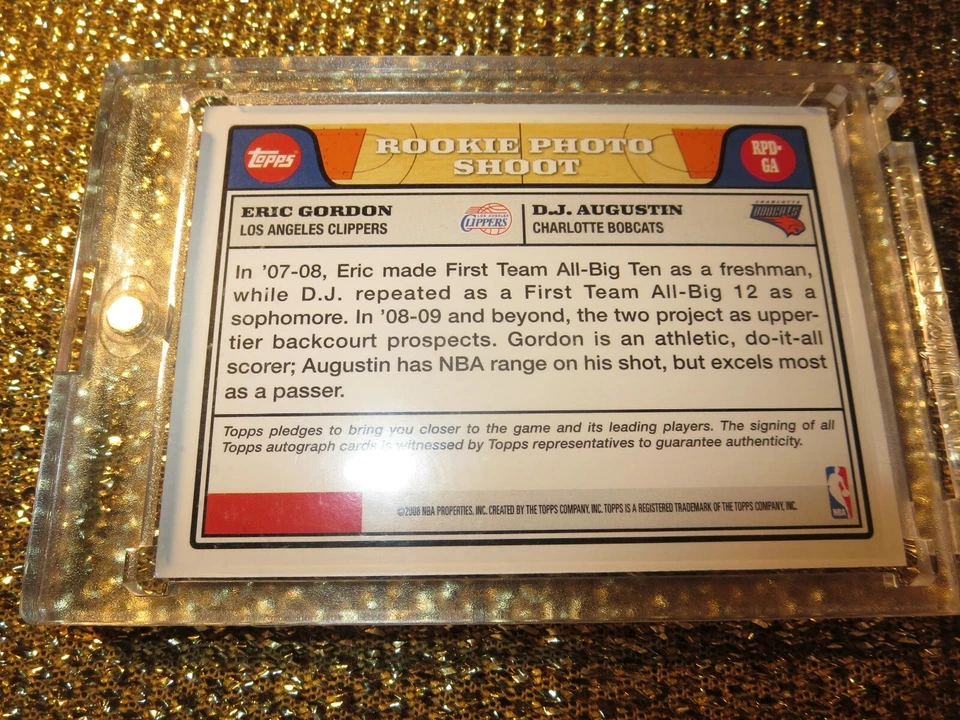 Topps
ROOKIE PHOTO
SHOOT
RPD-
GA
ERIC GORDON
LOS ANGELES CLIPPERS
LOS ANGELES
CLIPPERS
D.J. AUGUSTIN
CHARLOTTE BOBCATS
CHARLOTTE
BOBCATS
In '07-08, Eric made First Team All-Big Ten as a freshman,
while D.J. repeated as a First Team All-Big 12 as a
sophomore. In '08-09 and beyond, the two project as upper-
tier backcourt prospects. Gordon is an athletic, do-it-all
scorer; Augustin has NBA range on his shot, but excels most
as a passer.
Topps pledges to bring you closer to the game and its leading players. The signing of all
Topps autograph cards is witnessed by Topps representatives to guarantee authenticity.
©2008 NBA PROPERTIES, INC. CREATED BY THE TOPPS COMPANY, INC. TOPPS IS A REGISTERED TRADEMARK OF THE TOPPS COMPANY, INC.
NBA